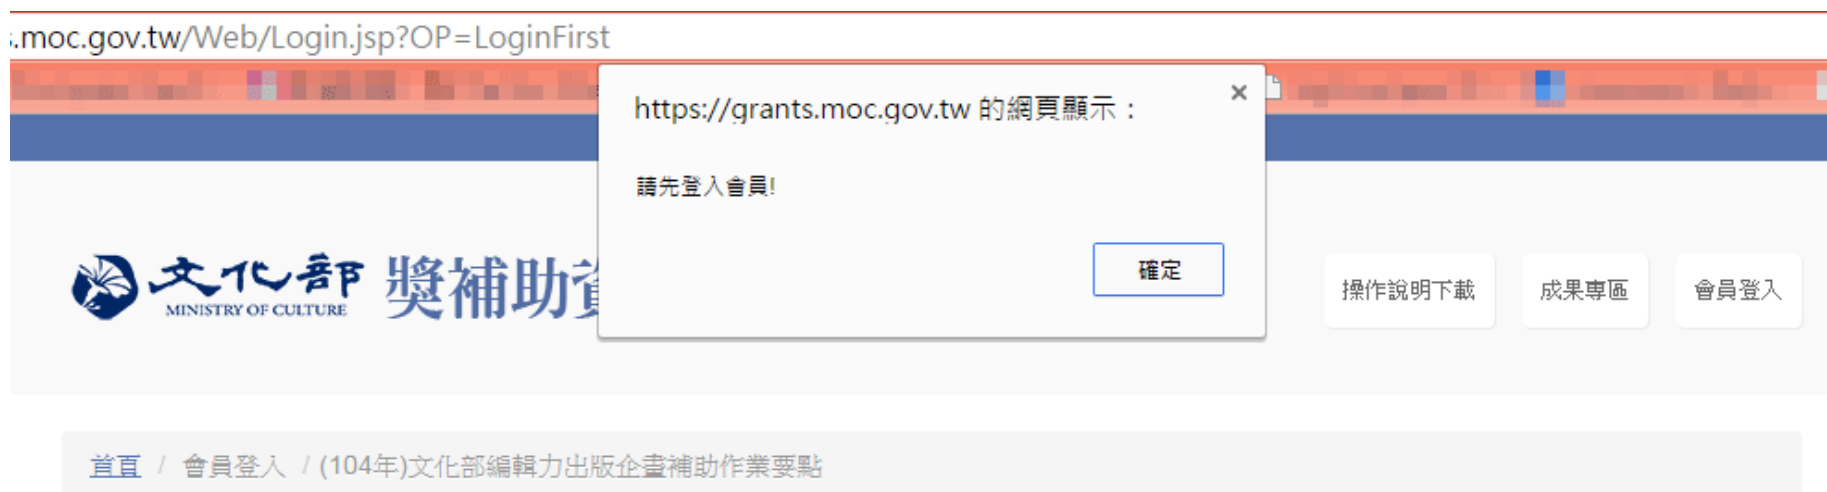 .moc.gov.tw/Web/Login.jsp?OP=LoginFirst
https://grants.moc.gov.tw 的網頁顯示：
請先登入會員!
確定
文化部
MINISTRY OF CULTURE
獎補助
操作說明下載
成果專區
會員登入
首頁 / 會員登入 / (104年)文化部編輯力出版企畫補助作業要點